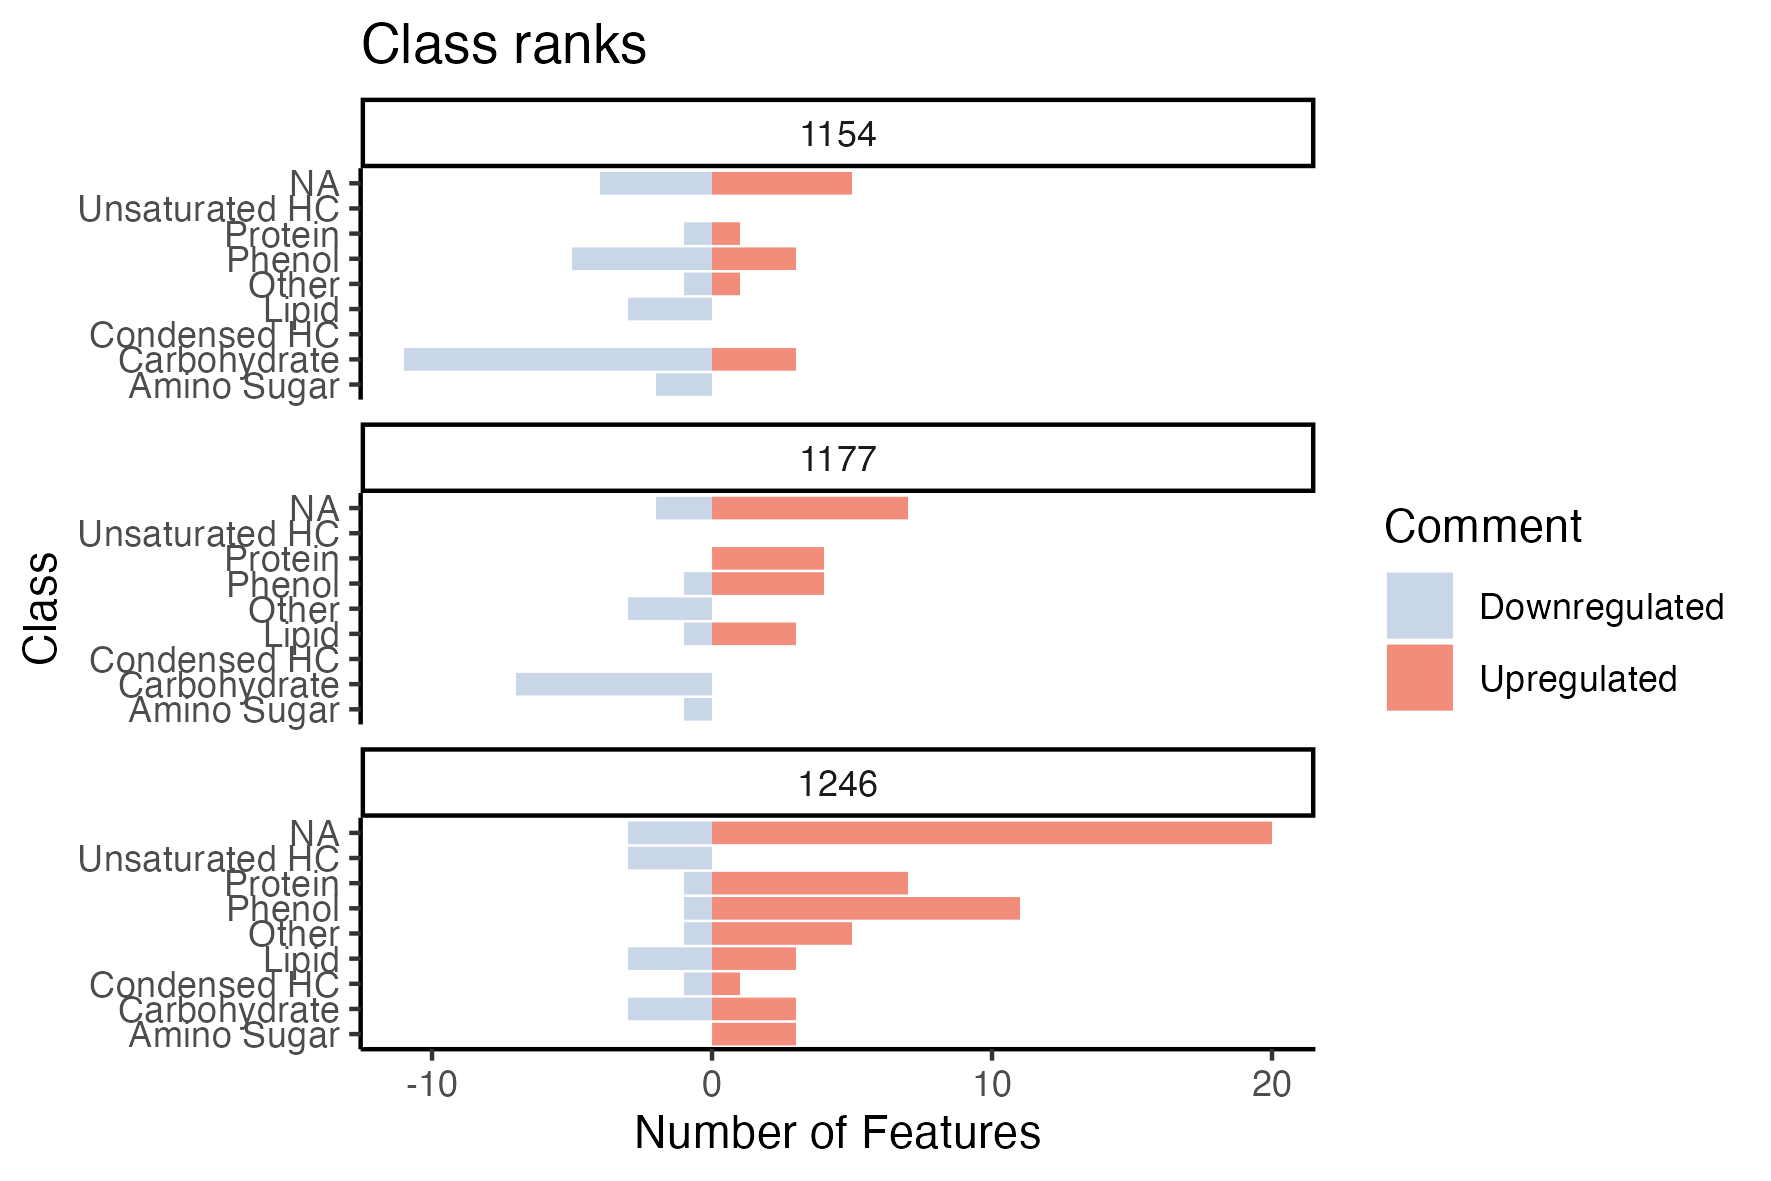 Class ranks
1154
NA
Unsaturated HC
Protein
Phenol
Other
Lipid
Condensed HC
Carbohydrate
Amino Sugar
1177
NA
Unsaturated HC
Protein
Phenol
Other
Lipid
Condensed HC
Carbohydrate
Amino Sugar
1246
NA
Unsaturated HC
Protein
Phenol
Other
Lipid
Condensed HC
Carbohydrate
Amino Sugar
-10 0 10 20
Number of Features
Class
Comment
Downregulated
Upregulated